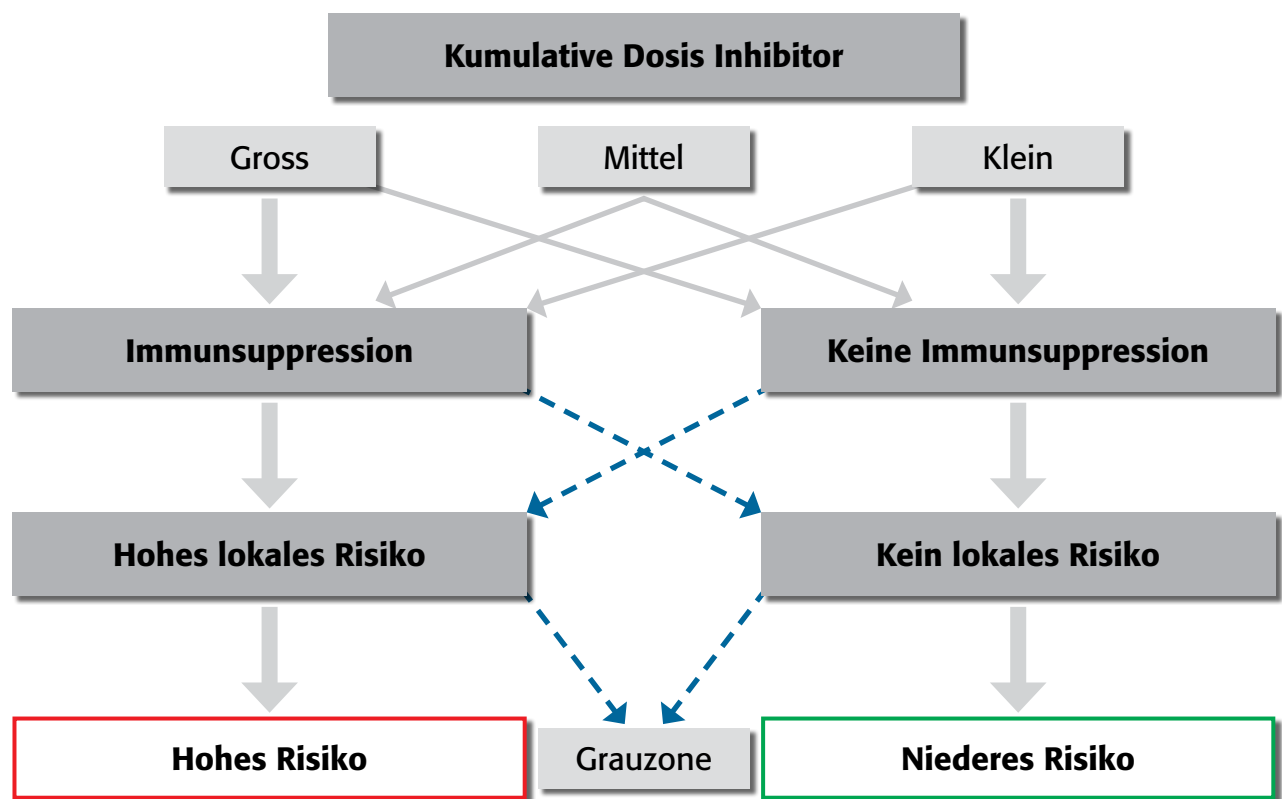 Kumulative Dosis Inhibitor
Gross
Mittel
Klein
Immunsuppression
Keine Immunsuppression
Hohes lokales Risiko
Kein lokales Risiko
Hohes Risiko
Grauzone
Niederes Risiko